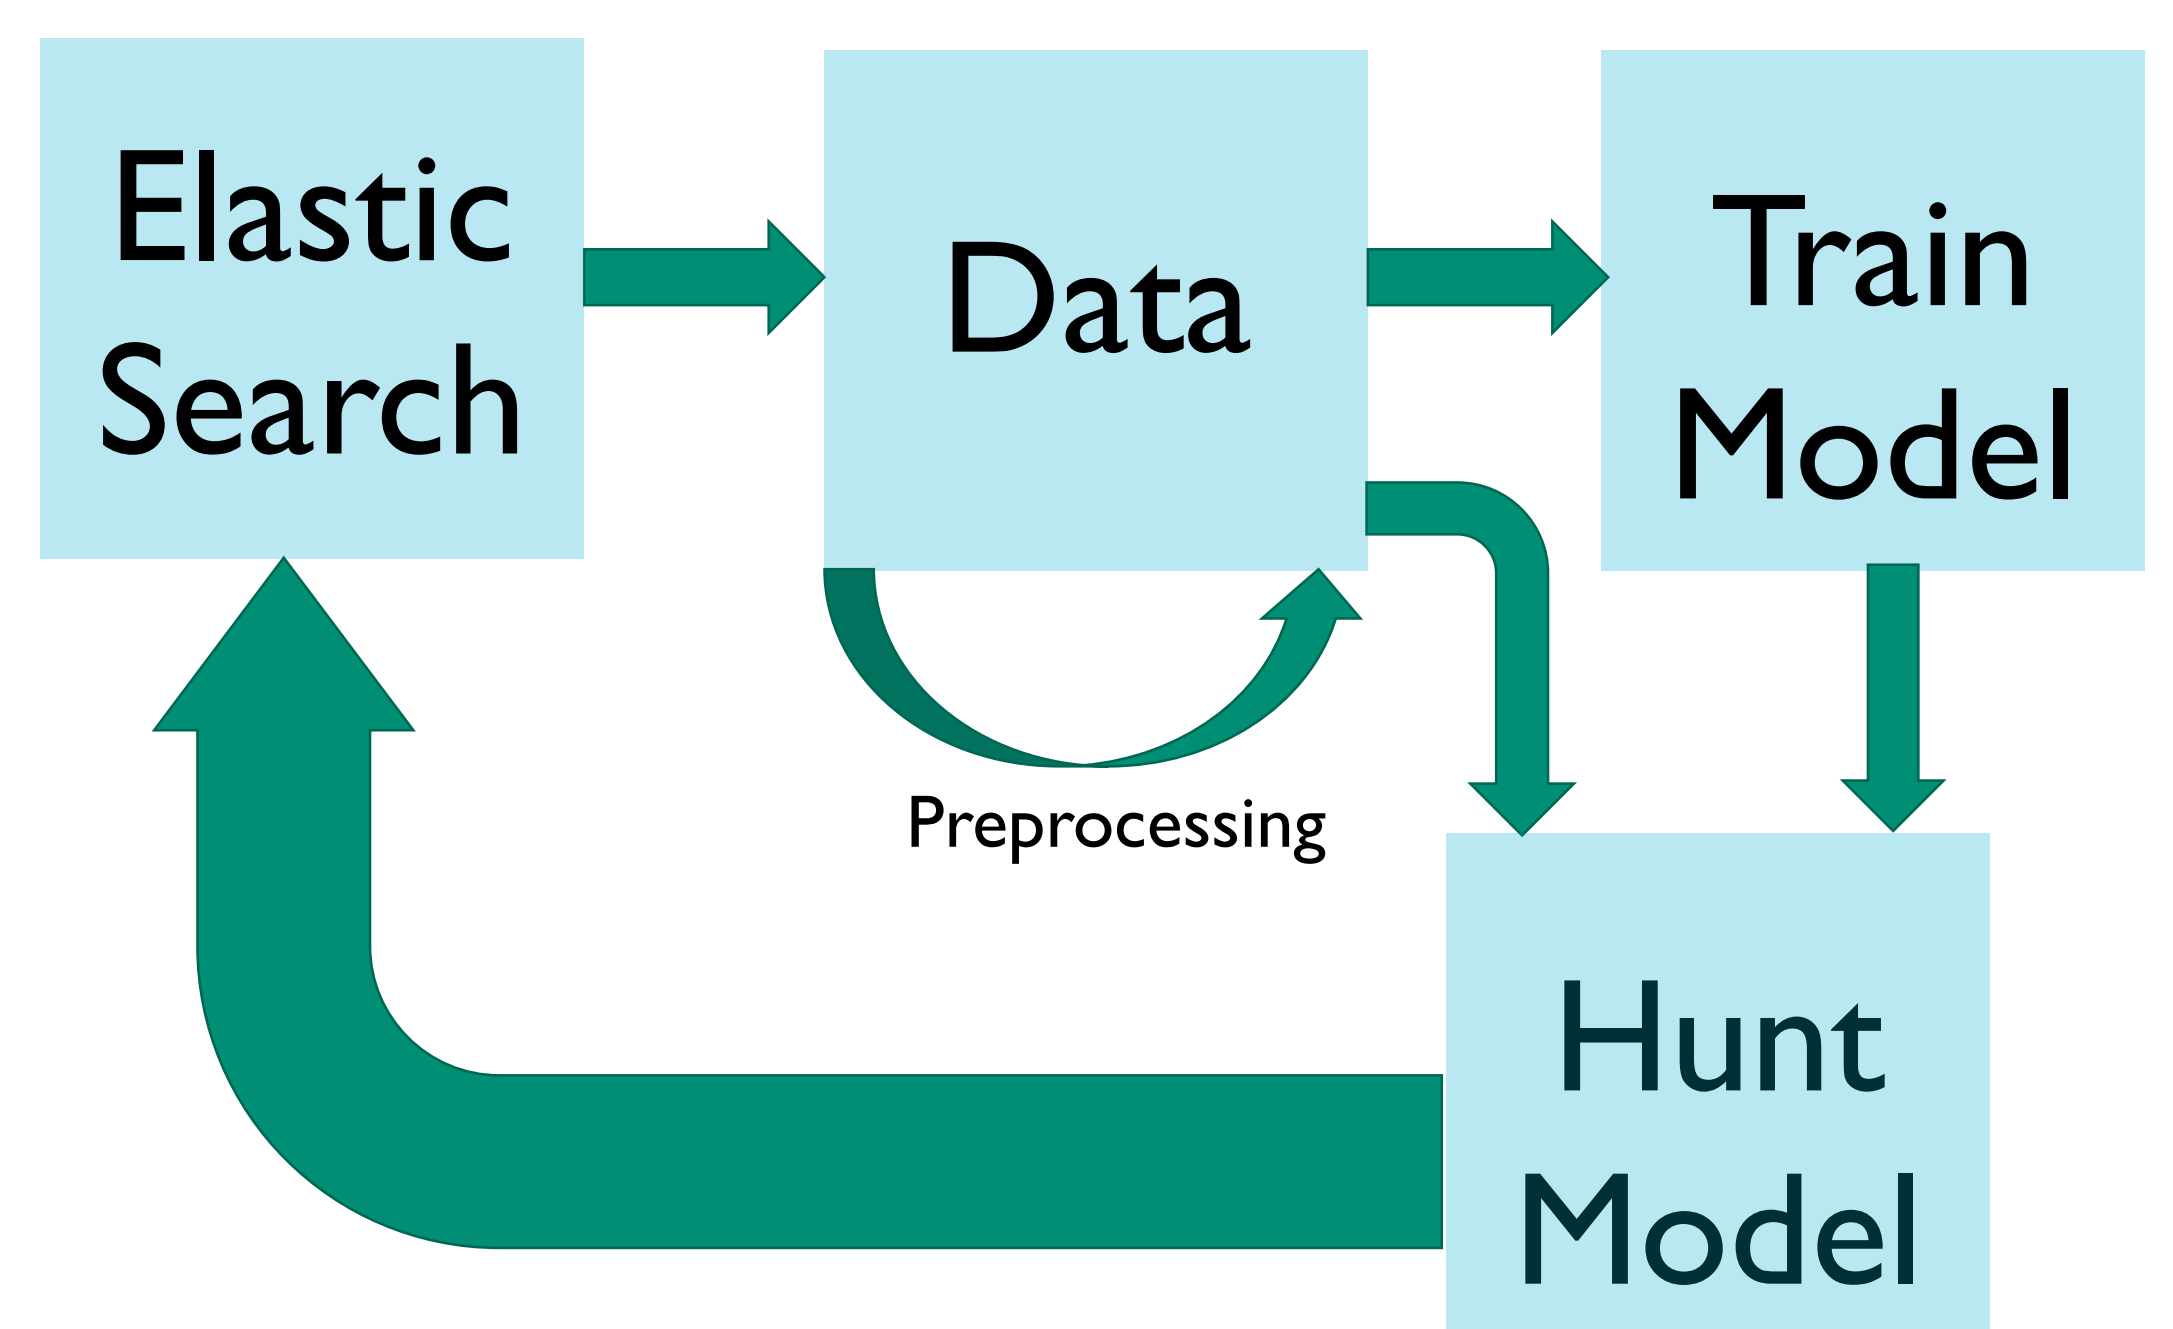 Elastic
Search
Data
Train
Model
Preprocessing
Hunt
Model